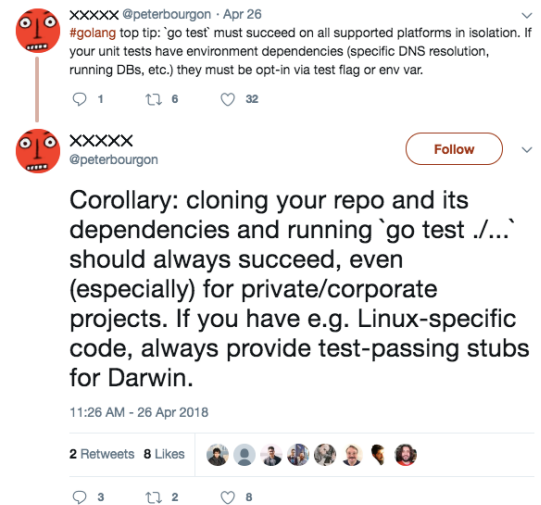 XXXXX @peterbourgon · Apr 26
#golang top tip: `go test` must succeed on all supported platforms in isolation. If
your unit tests have environment dependencies (specific DNS resolution,
running DBs, etc.) they must be opt-in via test flag or env var.
1 6 32
XXXXX
@peterbourgon
Follow
Corollary: cloning your repo and its
dependencies and running `go test ./...`
should always succeed, even
(especially) for private/corporate
projects. If you have e.g. Linux-specific
code, always provide test-passing stubs
for Darwin.
11:26 AM - 26 Apr 2018
2 Retweets 8 Likes
3 2 8